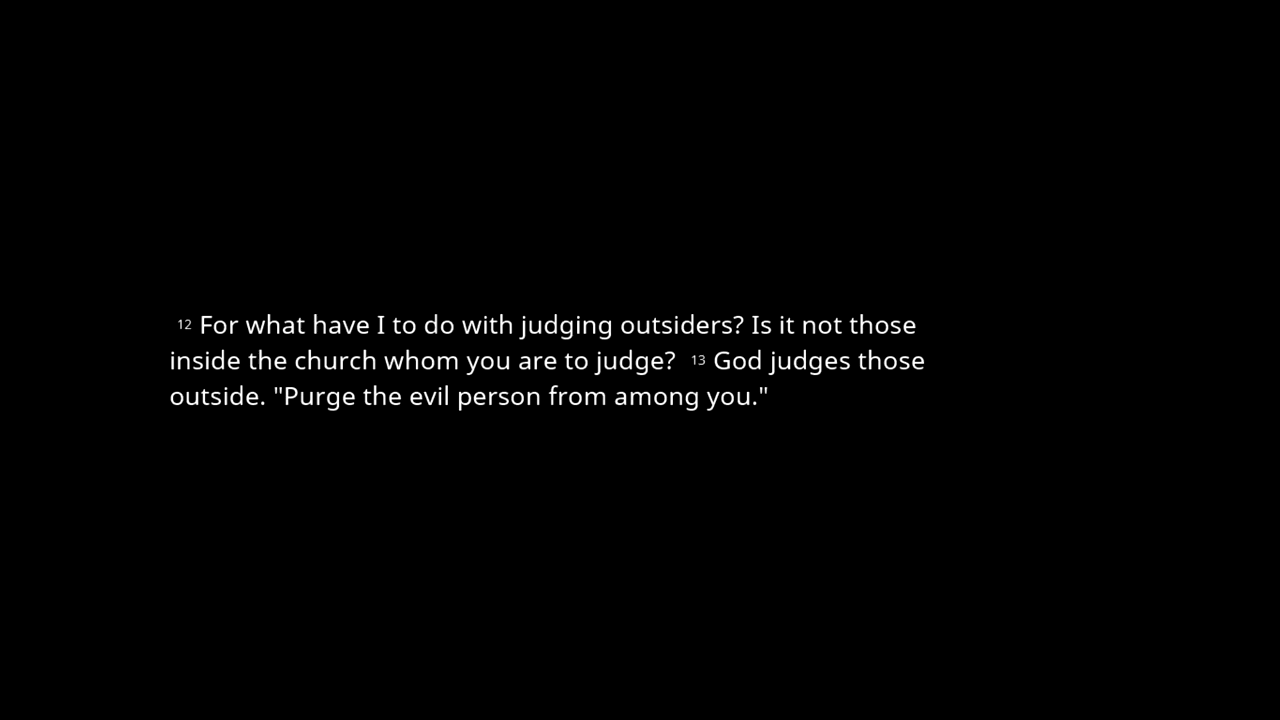 12 For what have I to do with judging outsiders? Is it not those
inside the church whom you are to judge? 13 God judges those
outside. "Purge the evil person from among you."